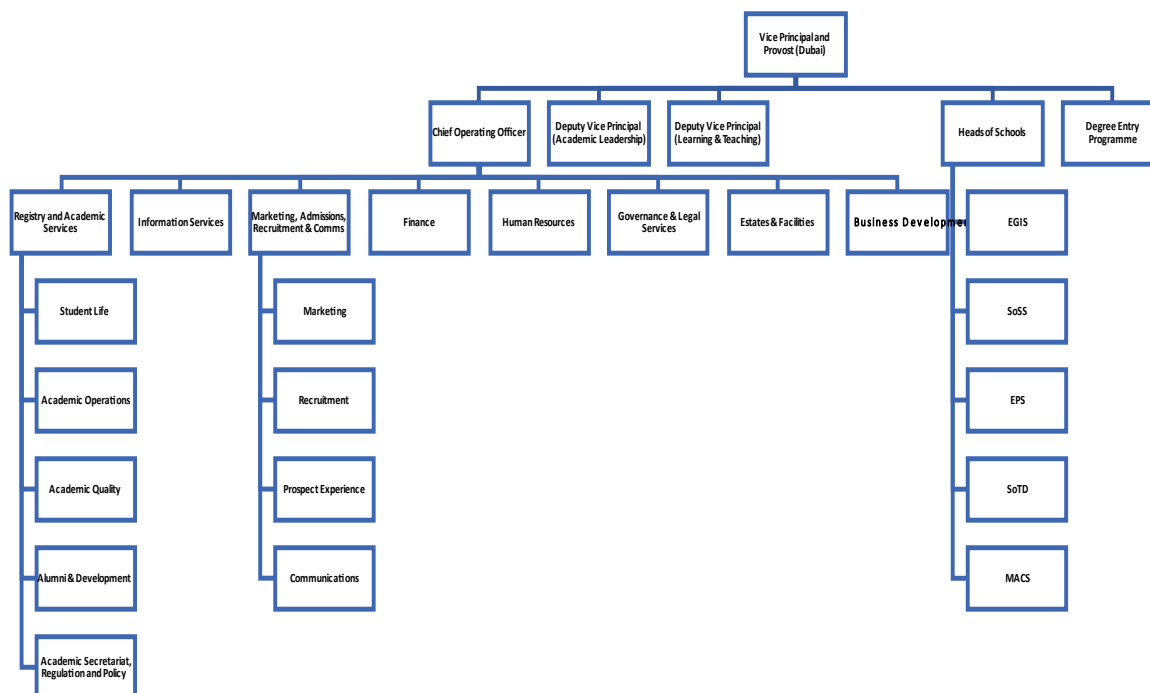 Vice Principal and
Provost (Dubai)
Chief Operating Officer
Deputy Vice Principal
(Academic Leadership)
Deputy Vice Principal
(Learning & Teaching)
Heads of Schools
Degree Entry
Programme
Registry and Academic
Services
Information Services
Marketing, Admissions,
Recruitment & Comms
Finance
Human Resources
Governance & Legal
Services
Estates & Facilities
Business Development
EGIS
Student Life
Marketing
SoSS
Academic Operations
Recruitment
EPS
Academic Quality
Prospect Experience
SoTD
Alumni & Development
Communications
MACS
Academic Secretariat,
Regulation and Policy